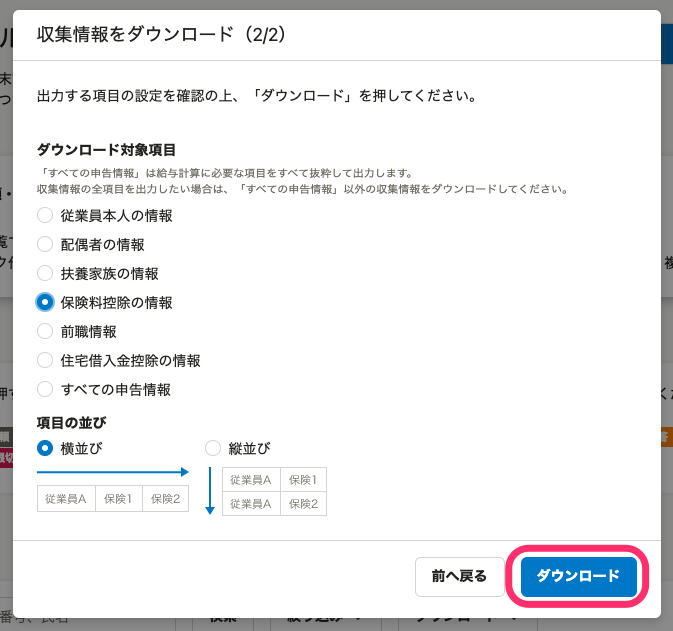 収集情報をダウンロード（2/2）
出力する項目の設定を確認の上、「ダウンロード」を押してください。
ダウンロード対象項目
「すべての申告情報」は給与計算に必要な項目をすべて抜粋して出力します。
収集情報の全項目を出力したい場合は、「すべての申告情報」以外の収集情報をダウンロードしてください。
従業員本人の情報
配偶者の情報
扶養家族の情報
保険料控除の情報
前職情報
住宅借入金控除の情報
すべての申告情報
項目の並び
横並び
縦並び
従業員A 保険1 保険2
従業員A 保険1
従業員A 保険2
前へ戻る
ダウンロード